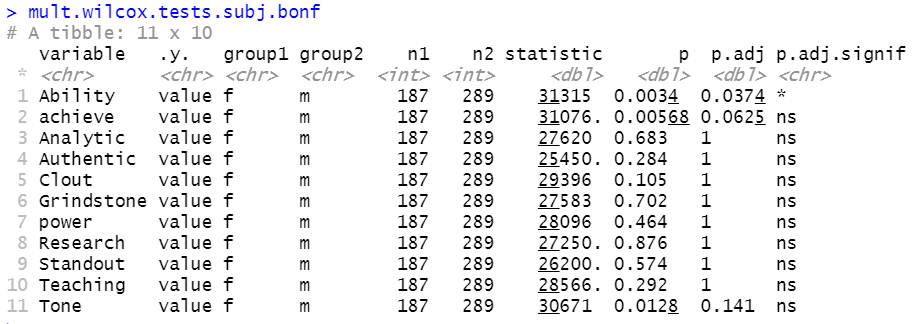 > mult.wilcox.tests.subj.bonf
# A tibble: 11 x 10
   variable   .y.   group1 group2    n1    n2 statistic       p  p.adj p.adj.signif
 * <chr>      <chr> <chr>  <chr>  <int> <int>     <dbl>   <dbl>  <dbl> <chr>
 1 Ability    value f      m        187   289    31315  0.0034  0.0374 *
 2 achieve    value f      m        187   289    31076. 0.00568 0.0625 ns
 3 Analytic   value f      m        187   289    27620  0.683   1      ns
 4 Authentic  value f      m        187   289    25450. 0.284   1      ns
 5 Clout      value f      m        187   289    29396  0.105   1      ns
 6 Grindstone value f      m        187   289    27583  0.702   1      ns
 7 power      value f      m        187   289    28096  0.464   1      ns
 8 Research   value f      m        187   289    27250. 0.876   1      ns
 9 Standout   value f      m        187   289    26200. 0.574   1      ns
10 Teaching   value f      m        187   289    28566. 0.292   1      ns
11 Tone       value f      m        187   289    30671  0.0128  0.141  ns